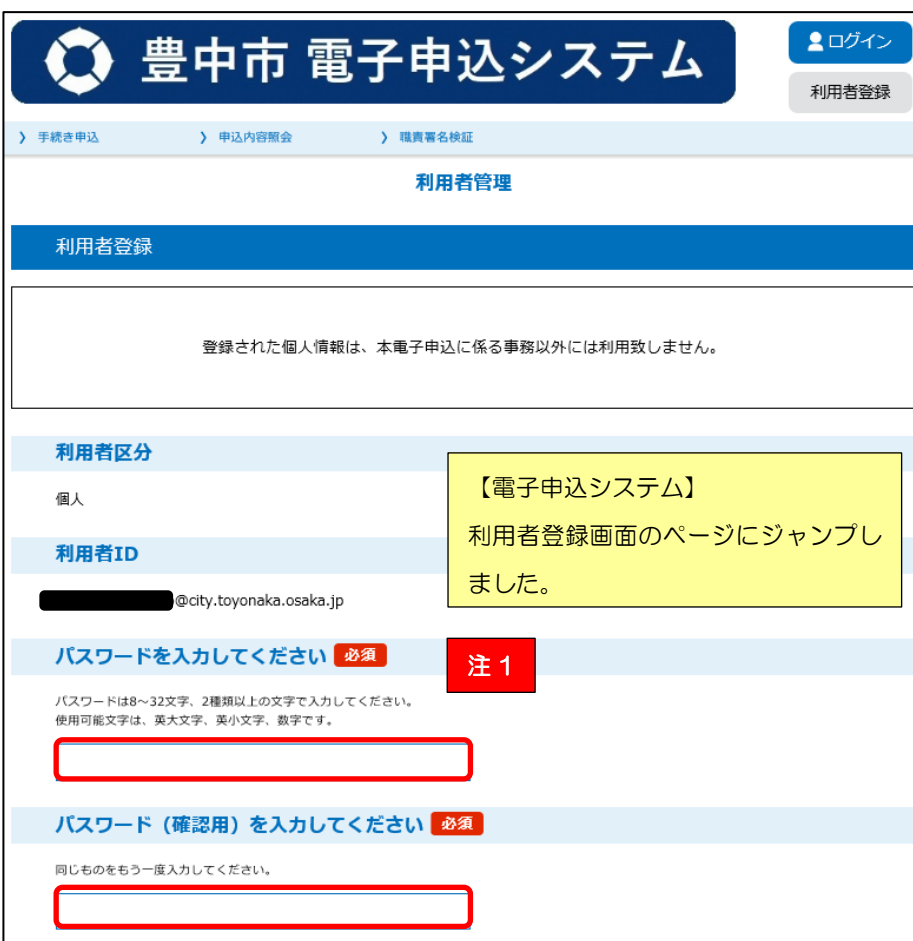 豊中市 電子申込システム
ログイン
利用者登録
手続き申込
申込内容照会
職責署名検証
利用者管理
利用者登録
登録された個人情報は、本電子申込に係る事務以外には利用致しません。
利用者区分
個人
【電子申込システム】
利用者登録画面のページにジャンプし
ました。
利用者ID
@city.toyonaka.osaka.jp
パスワードを入力してください 必須
注1
パスワードは8~32文字、2種類以上の文字で入力してください。
使用可能文字は、英大文字、英小文字、数字です。
パスワード（確認用）を入力してください 必須
同じものをもう一度入力してください。